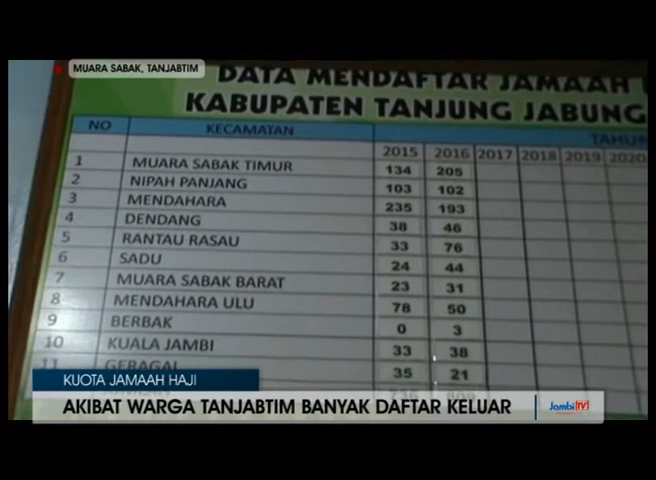 MUARA SABAK, TANJABTIM
DATA MENDAFTAR JAMAAH
KABUPATEN TANJUNG JABUNG
NO KECAMATAN TAHUN
2015 2016 2017 2018 2019 2020
1 MUARA SABAK TIMUR 134 205
2 NIPAH PANJANG 103 102
3 MENDAHARA 235 193
4 DENDANG 38 46
5 RANTAU RASAU 33 76
6 SADU 24 44
7 MUARA SABAK BARAT 23 31
8 MENDAHARA ULU 78 50
9 BERBAK 0 3
10 KUALA JAMBI 33 38
11 GERAGAI 35 21
KUOTA JAMAAH HAJI
AKIBAT WARGA TANJABTIM BANYAK DAFTAR KELUAR
Jambi TV